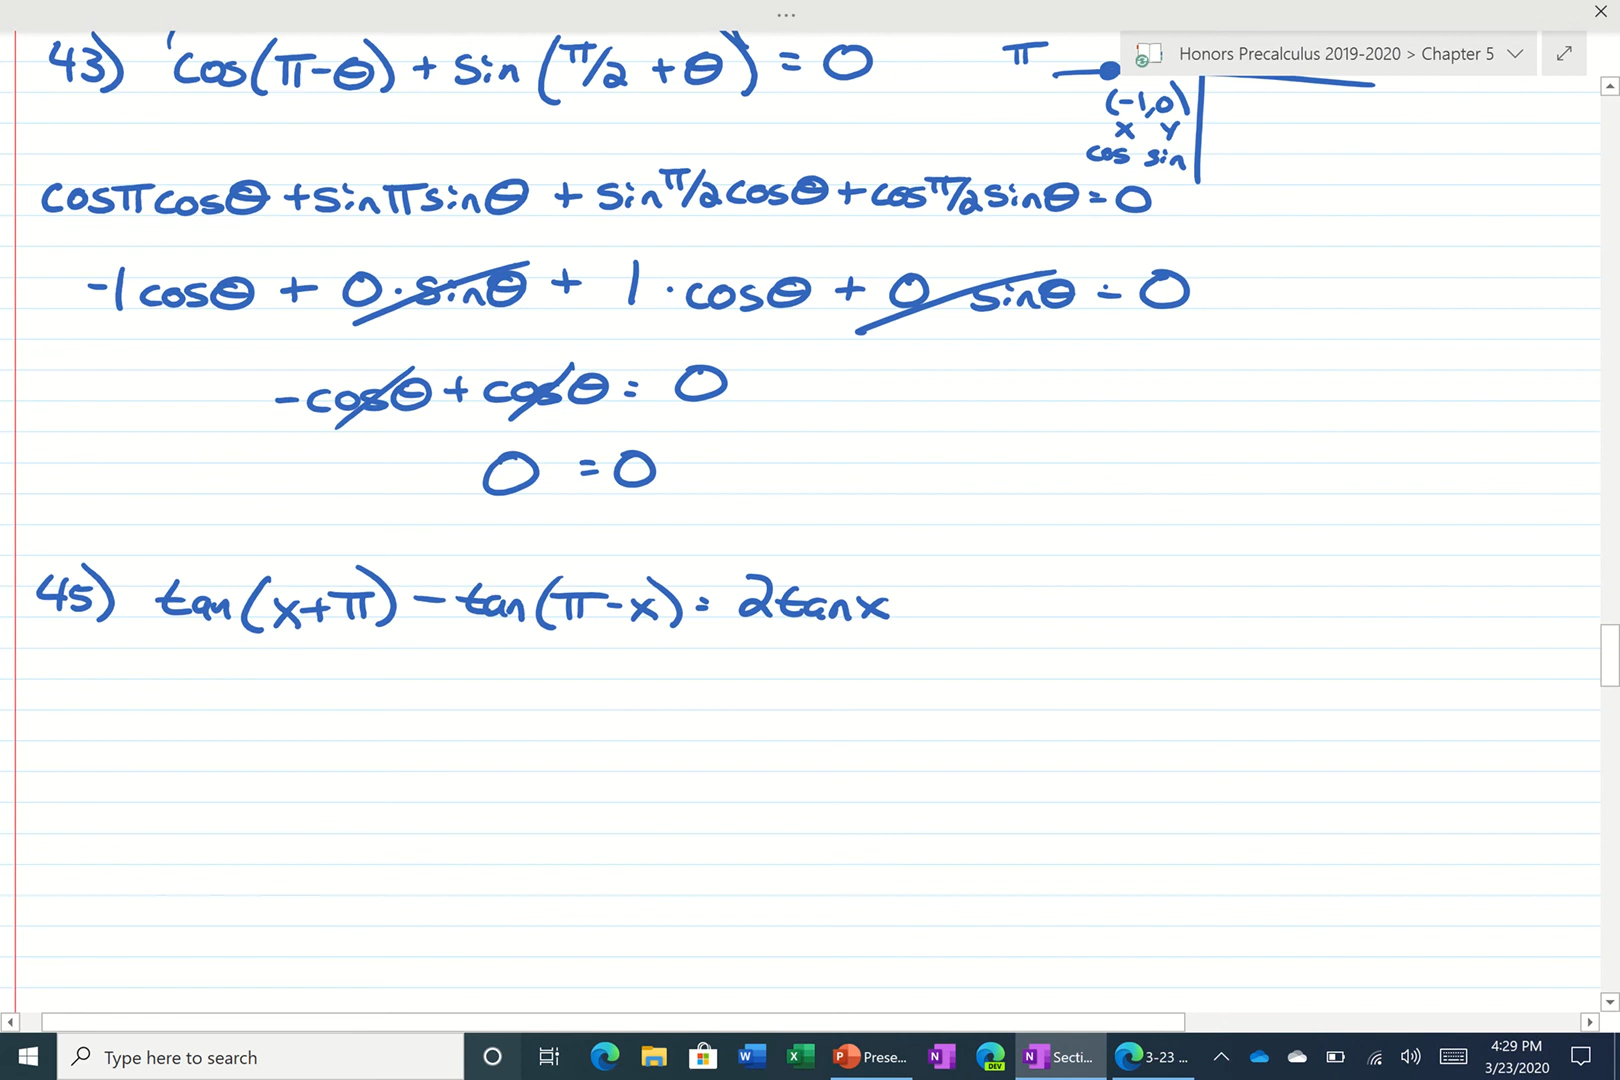 Honors Precalculus 2019-2020 > Chapter 5
43) cos(π-θ) + sin (π/2 + θ) = 0
π
(-1,0)
x y
cos sin
cosπcosθ +sinπsinθ + sinπ/2cosθ+cosπ/2sinθ=0
-1cosθ + 0·sinθ + 1·cosθ + 0 sinθ = 0
-cosθ + cosθ = 0
0 = 0
45) tan(x+π) - tan(π-x) = 2tanx
Type here to search
Prese...
DEV
Secti...
3-23 ...
4:29 PM
3/23/2020